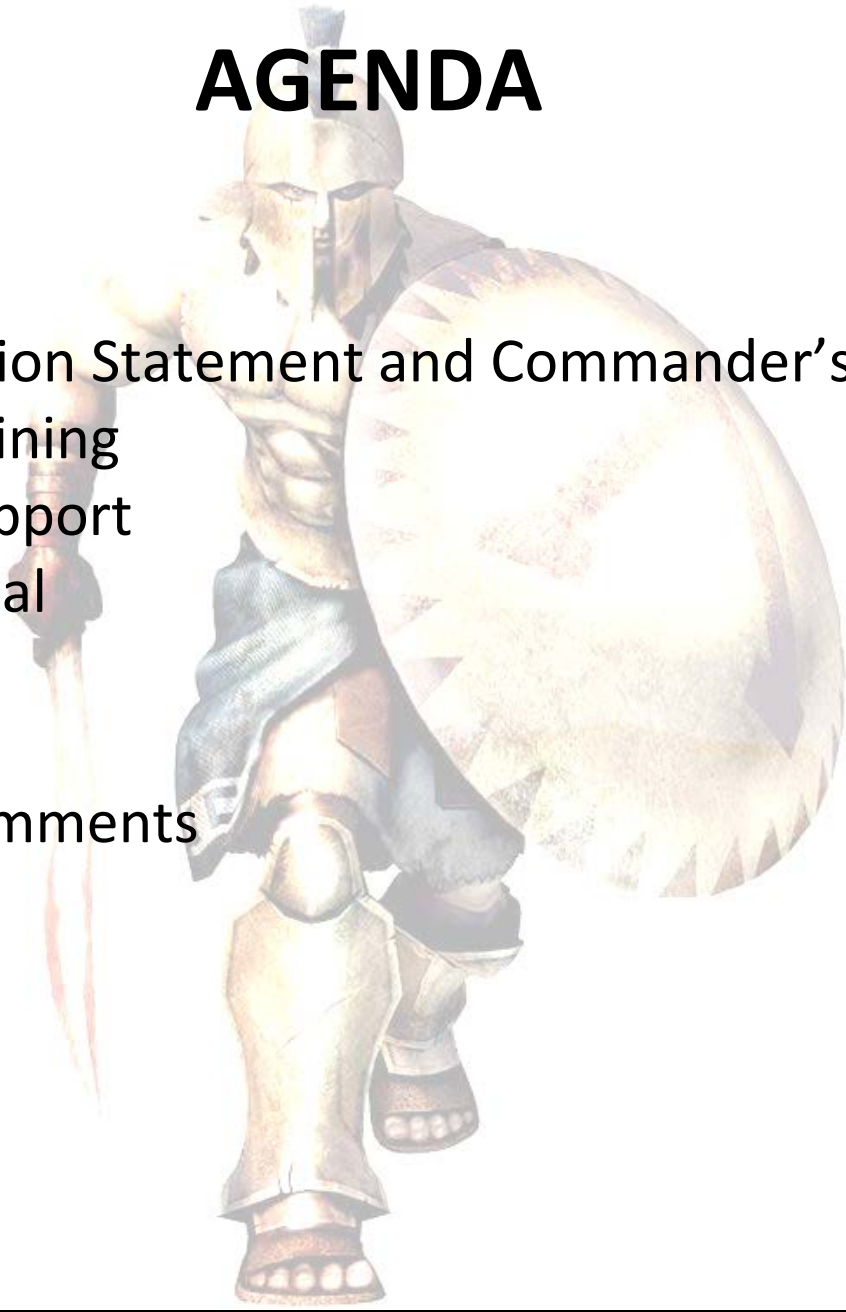 AGENDA
ion Statement and Commander’s
ining
pport
al
mments